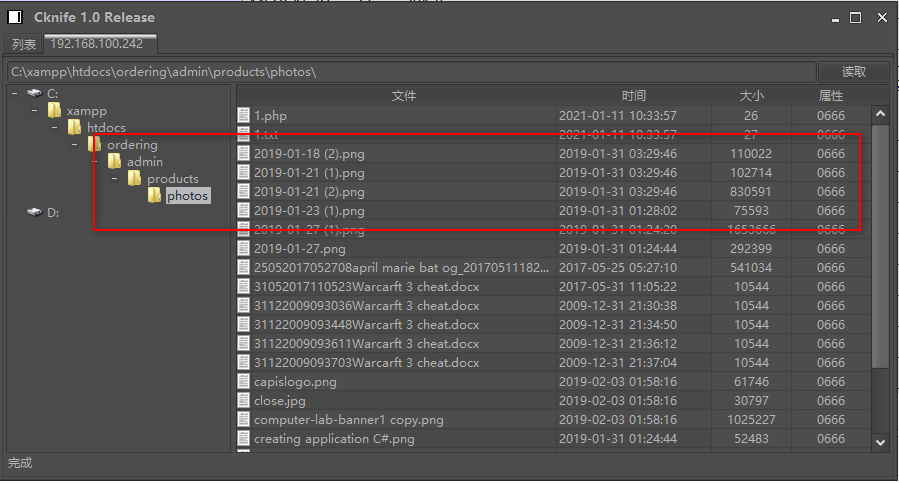 Cknife 1.0 Release
列表 192.168.100.242
C:\xampp\htdocs\ordering\admin\products\photos\ 读取
C:
xampp
htdocs
ordering
admin
products
photos
D:
文件 时间 大小 属性
1.php 2021-01-11 10:33:57 26 0666
1.txt 2021-01-11 10:33:57 27 0666
2019-01-18 (2).png 2019-01-31 03:29:46 110022 0666
2019-01-21 (1).png 2019-01-31 03:29:46 102714 0666
2019-01-21 (2).png 2019-01-31 03:29:46 830591 0666
2019-01-23 (1).png 2019-01-31 01:28:02 75593 0666
2019-01-27 (1).png 2019-01-31 01:24:20 1653666 0666
2019-01-27.png 2019-01-31 01:24:44 292399 0666
25052017052708april marie bat og_20170511182... 2017-05-25 05:27:10 541034 0666
31052017110523Warcarft 3 cheat.docx 2017-05-31 11:05:22 10544 0666
31122009093036Warcarft 3 cheat.docx 2009-12-31 21:30:38 10544 0666
31122009093448Warcarft 3 cheat.docx 2009-12-31 21:34:50 10544 0666
31122009093611Warcarft 3 cheat.docx 2009-12-31 21:36:12 10544 0666
31122009093703Warcarft 3 cheat.docx 2009-12-31 21:37:04 10544 0666
capislogo.png 2019-02-03 01:58:16 61746 0666
close.jpg 2019-02-03 01:58:16 30797 0666
computer-lab-banner1 copy.png 2019-02-03 01:58:16 1025227 0666
creating application C#.png 2019-01-31 01:24:44 52483 0666
完成